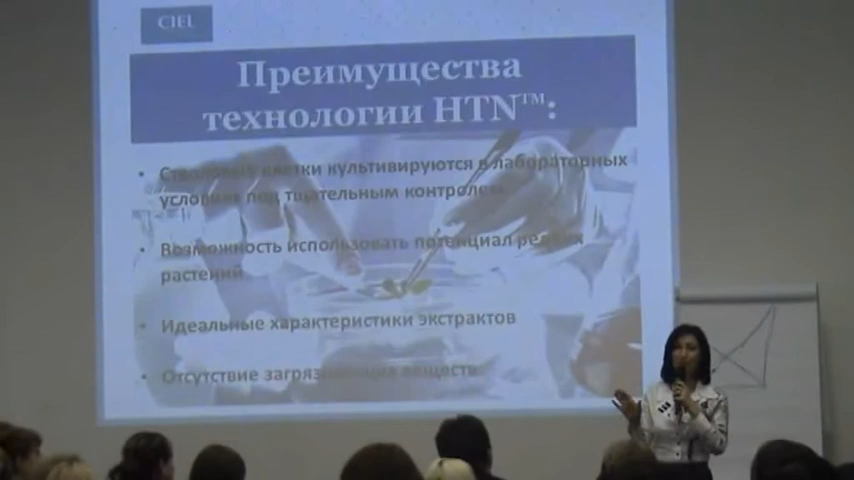 CIEL
Преимущества
технологии HTN™:
• Стволовые клетки культивируются в лабораторных
условиях под тщательным контролем
• Возможность использовать потенциал редких
растений
• Идеальные характеристики экстрактов
• Отсутствие загрязняющих веществ